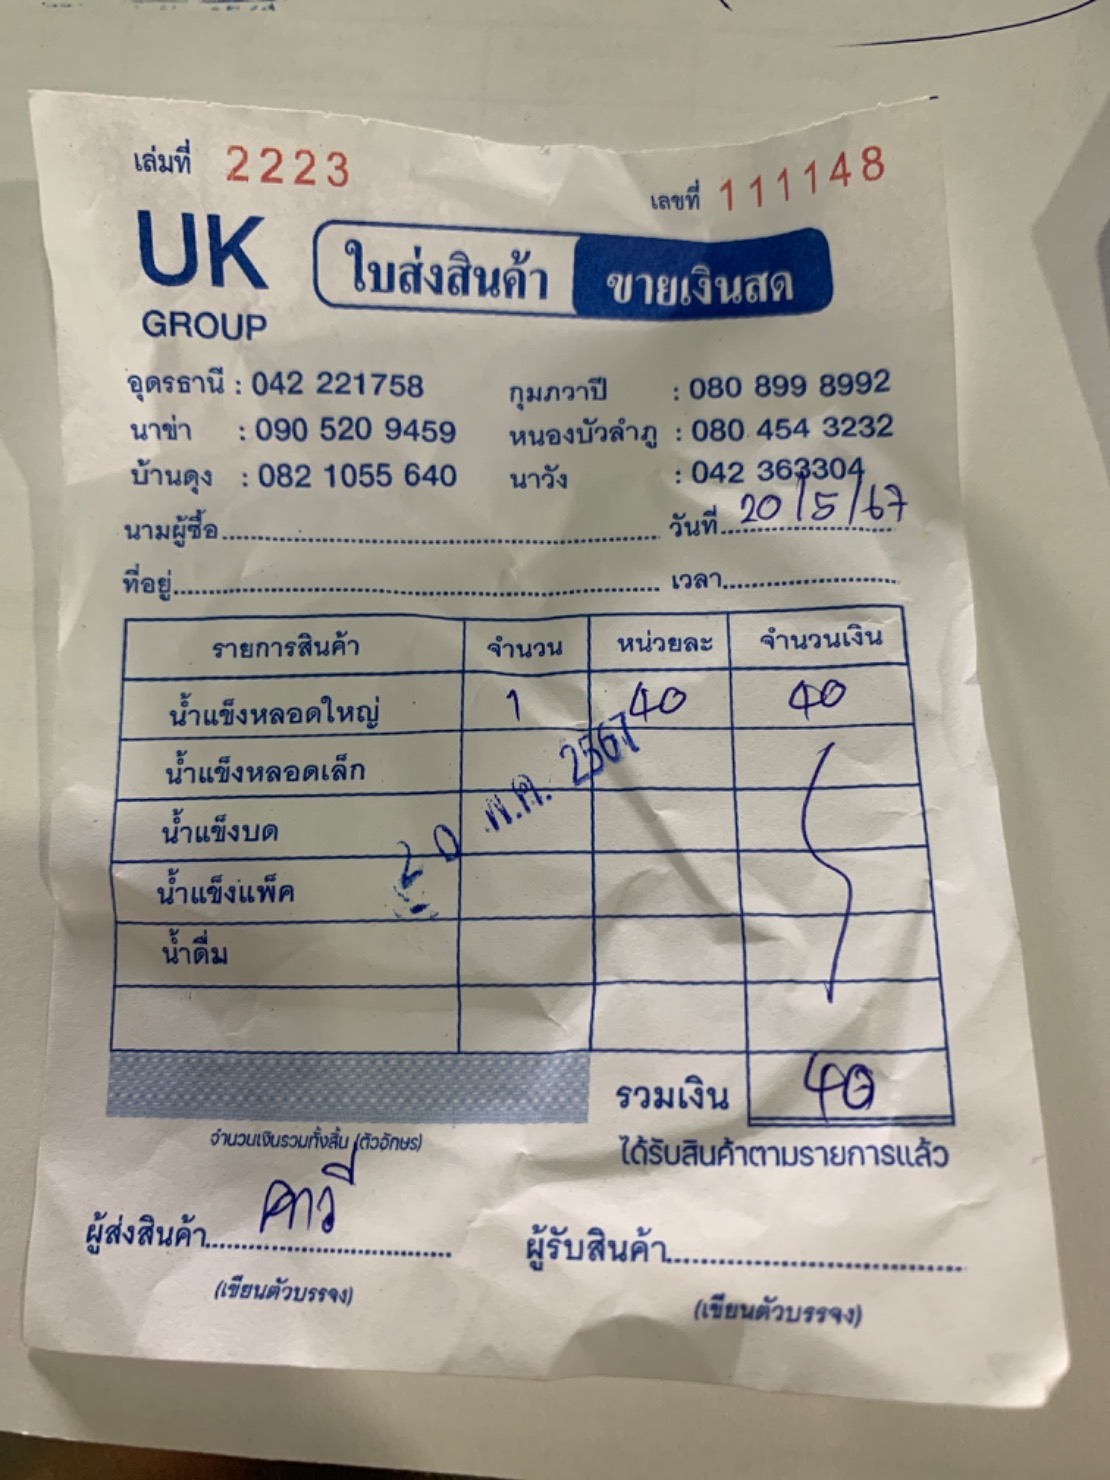 เล่มที่ 2223
เลขที่ 111148
UK
GROUP
ใบส่งสินค้า ขายเงินสด
อุดรธานี : 042 221758 กุมภวาปี : 080 899 8992
นาข่า : 090 520 9459 หนองบัวลำภู : 080 454 3232
บ้านดุง : 082 1055 640 นาวัง : 042 363304
นามผู้ซื้อ วันที่ 20/5/67
ที่อยู่ เวลา
รายการสินค้า จำนวน หน่วยละ จำนวนเงิน
น้ำแข็งหลอดใหญ่ 1 40 40
น้ำแข็งหลอดเล็ก
น้ำแข็งบด
20 พ.ค. 2567
น้ำแข็งแพ็ค
น้ำดื่ม
รวมเงิน 40
จำนวนเงินรวมทั้งสิ้น (ตัวอักษร)
ได้รับสินค้าตามรายการแล้ว
ผู้ส่งสินค้า คาวี ผู้รับสินค้า
(เขียนตัวบรรจง) (เขียนตัวบรรจง)